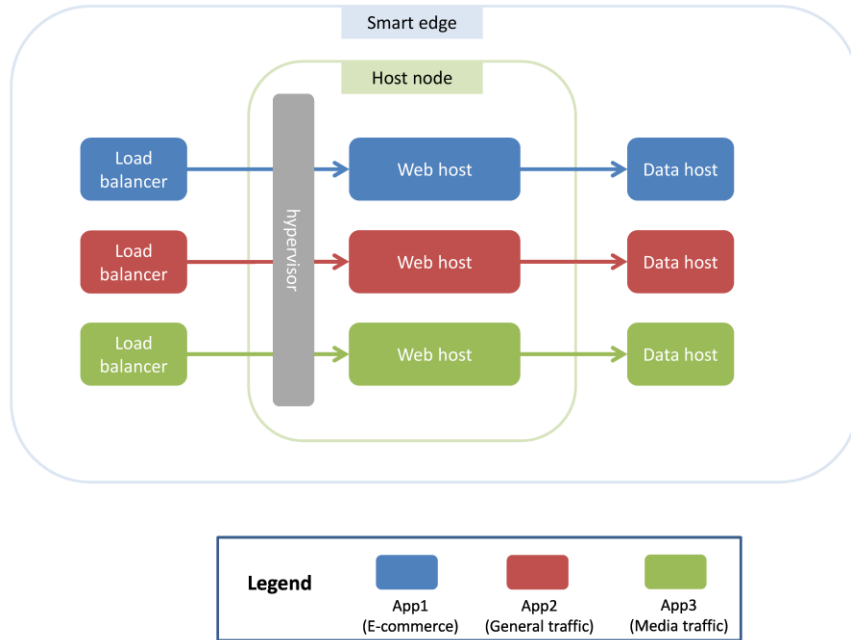 Smart edge
Host node
Load
balancer
Web host
Data host
hypervisor
Load
balancer
Web host
Data host
Load
balancer
Web host
Data host
Legend
App1
(E-commerce)
App2
(General traffic)
App3
(Media traffic)